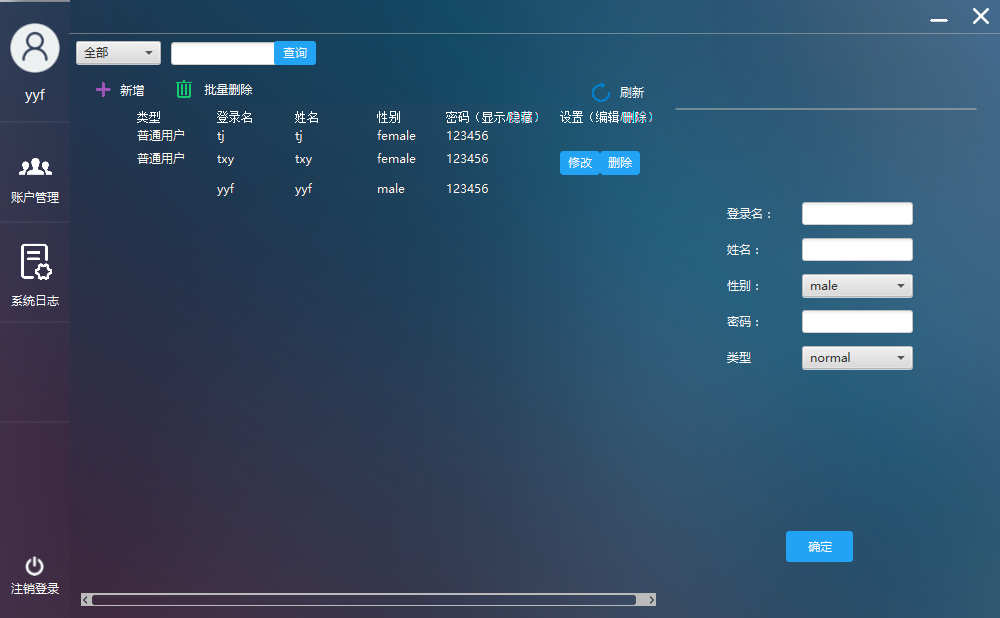 yyf
账户管理
系统日志
注销登录
全部 查询
新增 批量删除 刷新
类型 登录名 姓名 性别 密码（显示/隐藏） 设置（编辑/删除）
普通用户 tj tj female 123456
普通用户 txy txy female 123456 修改 删除
yyf yyf male 123456
登录名：
姓名：
性别： male
密码：
类型 normal
确定